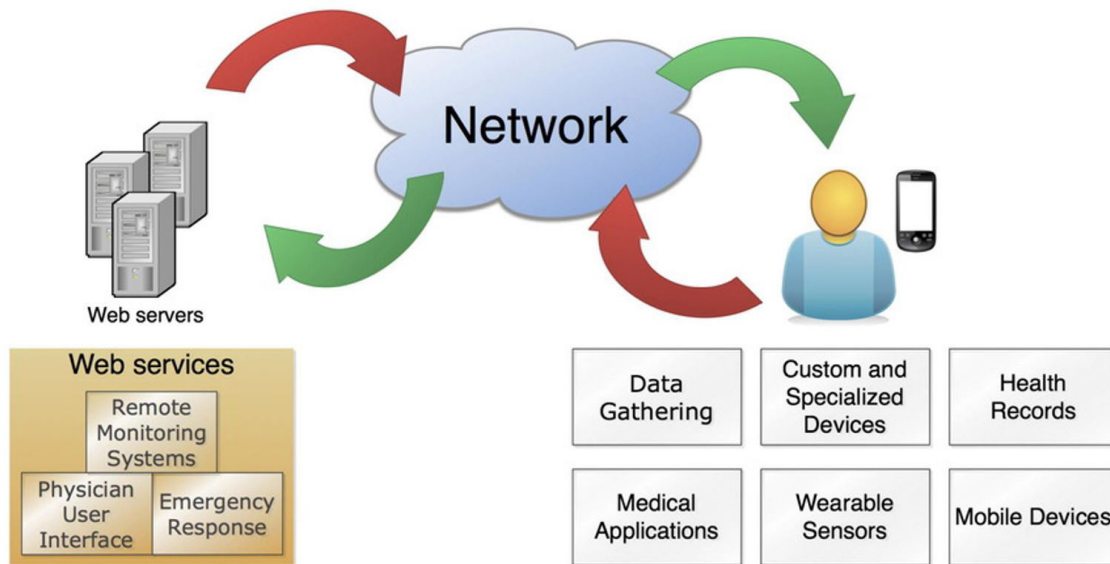 Network
Web servers
Web services
Remote
Monitoring
Systems
Physician
User
Interface
Emergency
Response
Data
Gathering
Custom and
Specialized
Devices
Health
Records
Medical
Applications
Wearable
Sensors
Mobile Devices